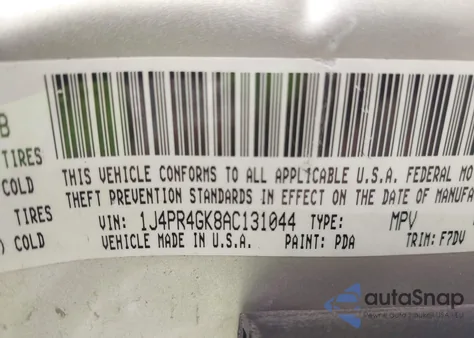 B
TIRES
COLD
TIRES
) COLD
THIS VEHICLE CONFORMS TO ALL APPLICABLE U.S.A. FEDERAL MO
THEFT PREVENTION STANDARDS IN EFFECT ON THE DATE OF MANUFA
VIN: 1J4PR4GK8AC131044 TYPE: MPV
VEHICLE MADE IN U.S.A. PAINT: PDA TRIM: F7DV
autoSnap